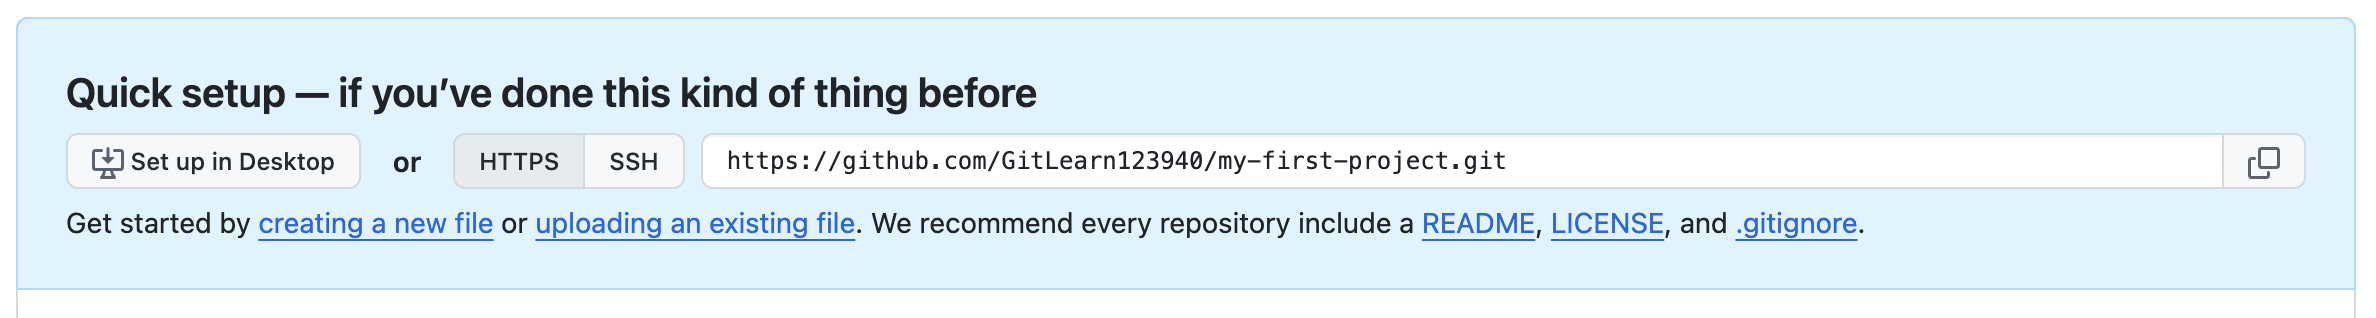 Quick setup — if you’ve done this kind of thing before
Set up in Desktop or HTTPS SSH https://github.com/GitLearn123940/my-first-project.git
Get started by creating a new file or uploading an existing file. We recommend every repository include a README, LICENSE, and .gitignore.